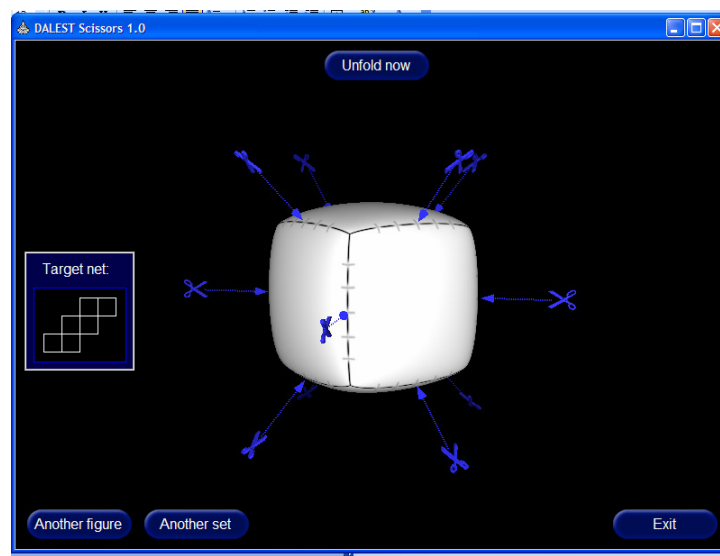 DALEST Scissors 1.0
Unfold now
Target net:
Another figure
Another set
Exit